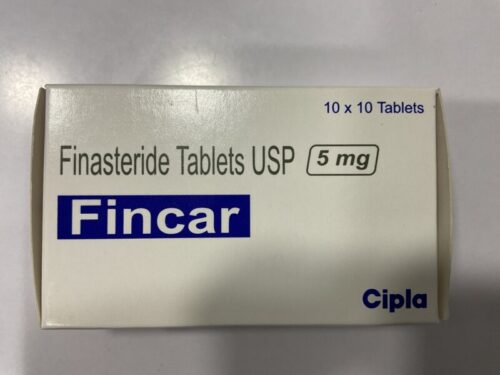 10 x 10 Tablets
Finasteride Tablets USP 5 mg
Fincar
Cipla